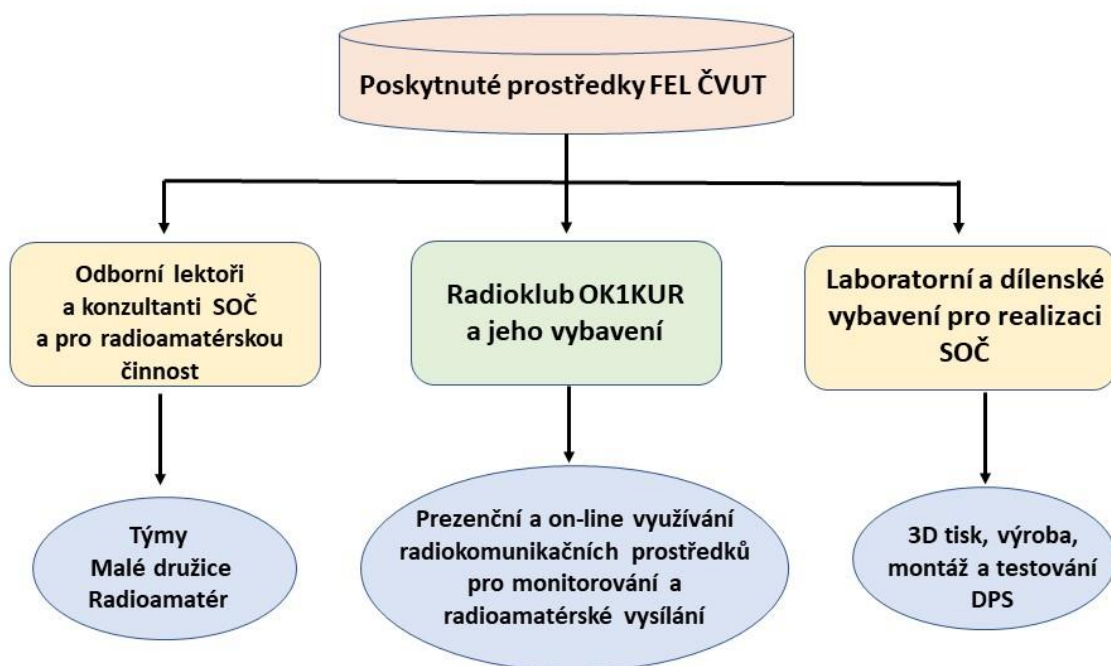 Poskytnuté prostředky FEL ČVUT
Odborní lektoři
a konzultanti SOČ
a pro radioamatérskou
činnost
Radioklub OK1KUR
a jeho vybavení
Laboratorní a dílenské
vybavení pro realizaci
SOČ
Týmy
Malé družice
Radioamatér
Prezenční a on-line využívání
radiokomunikačních prostředků
pro monitorování a
radioamatérské vysílání
3D tisk, výroba,
montáž a testování
DPS